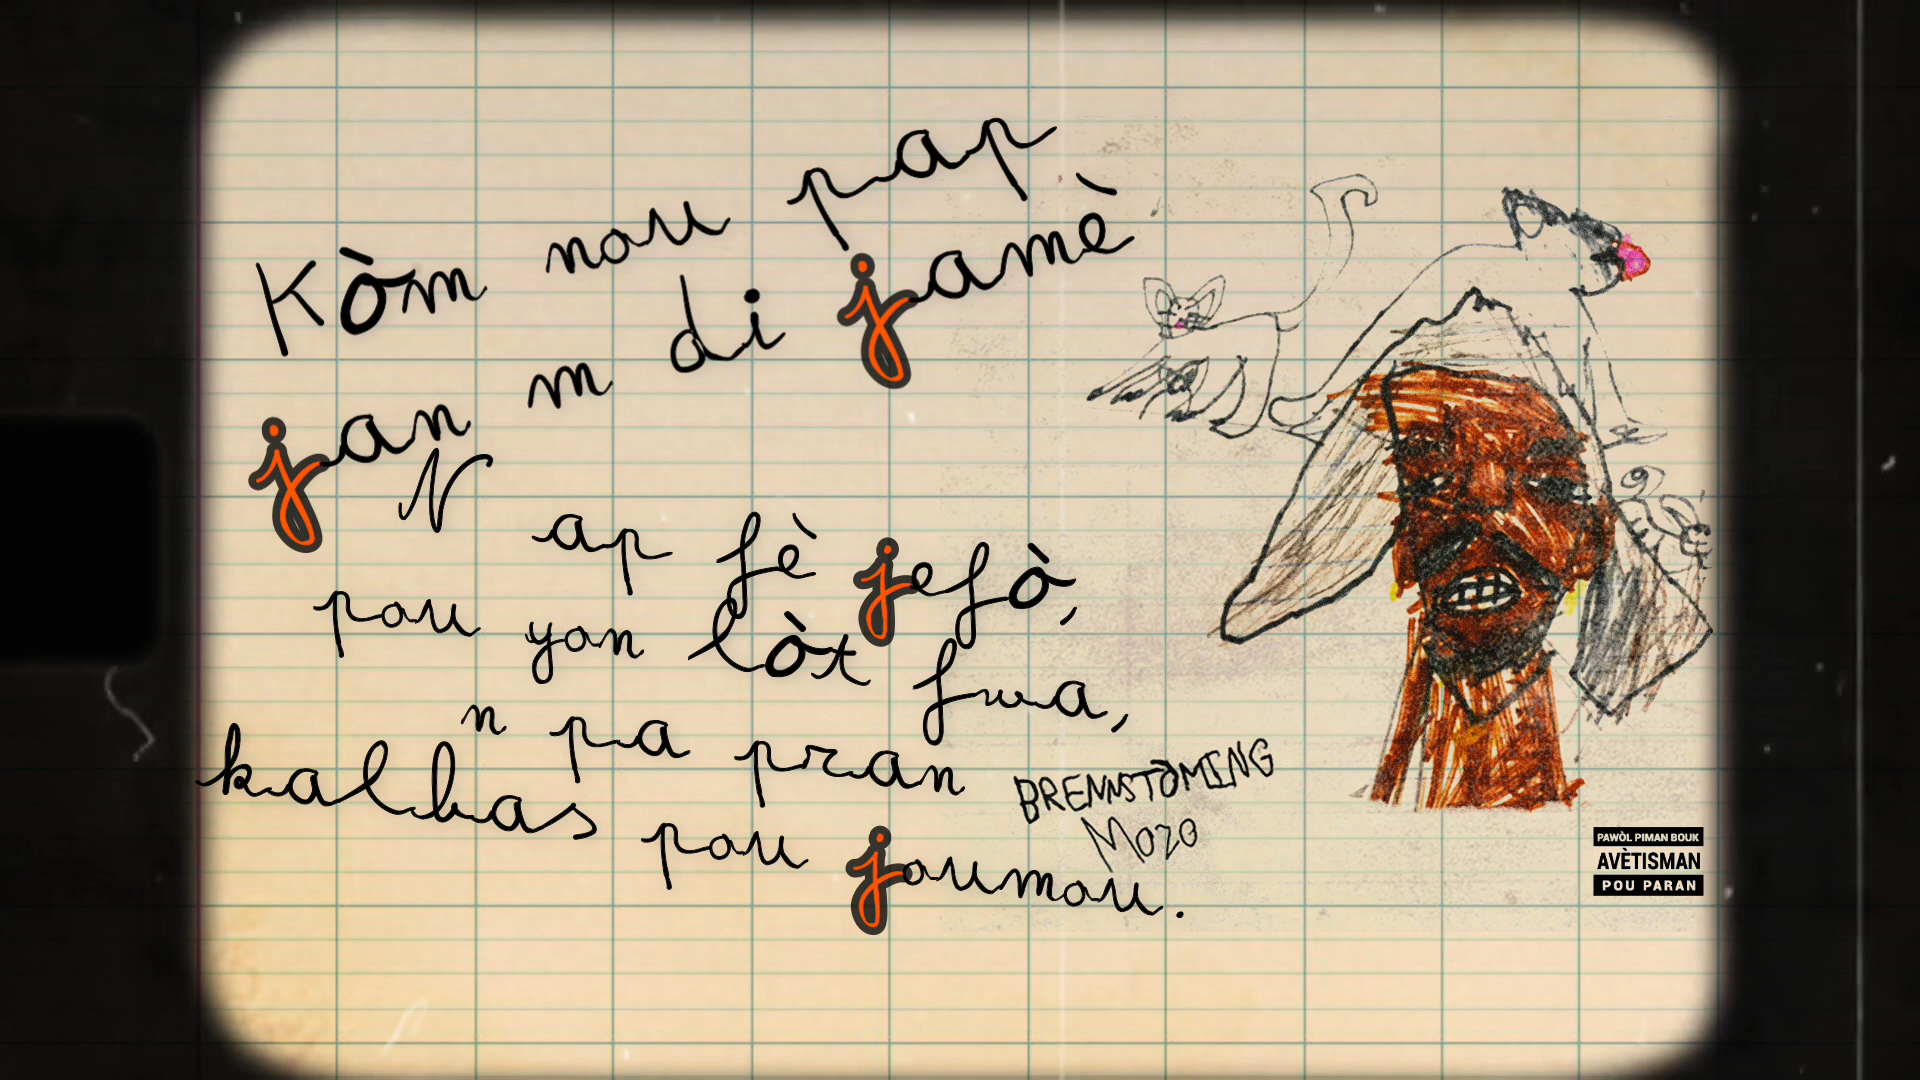 Kòm nou pap
jan m di jamè
N ap fè jefò,
pou yon lòt fwa,
n pa pran
kalbas pou joumou.
BRENNSTÒMING
Mozo
PAWÒL PIMAN BOUK
AVÈTISMAN
POU PARAN